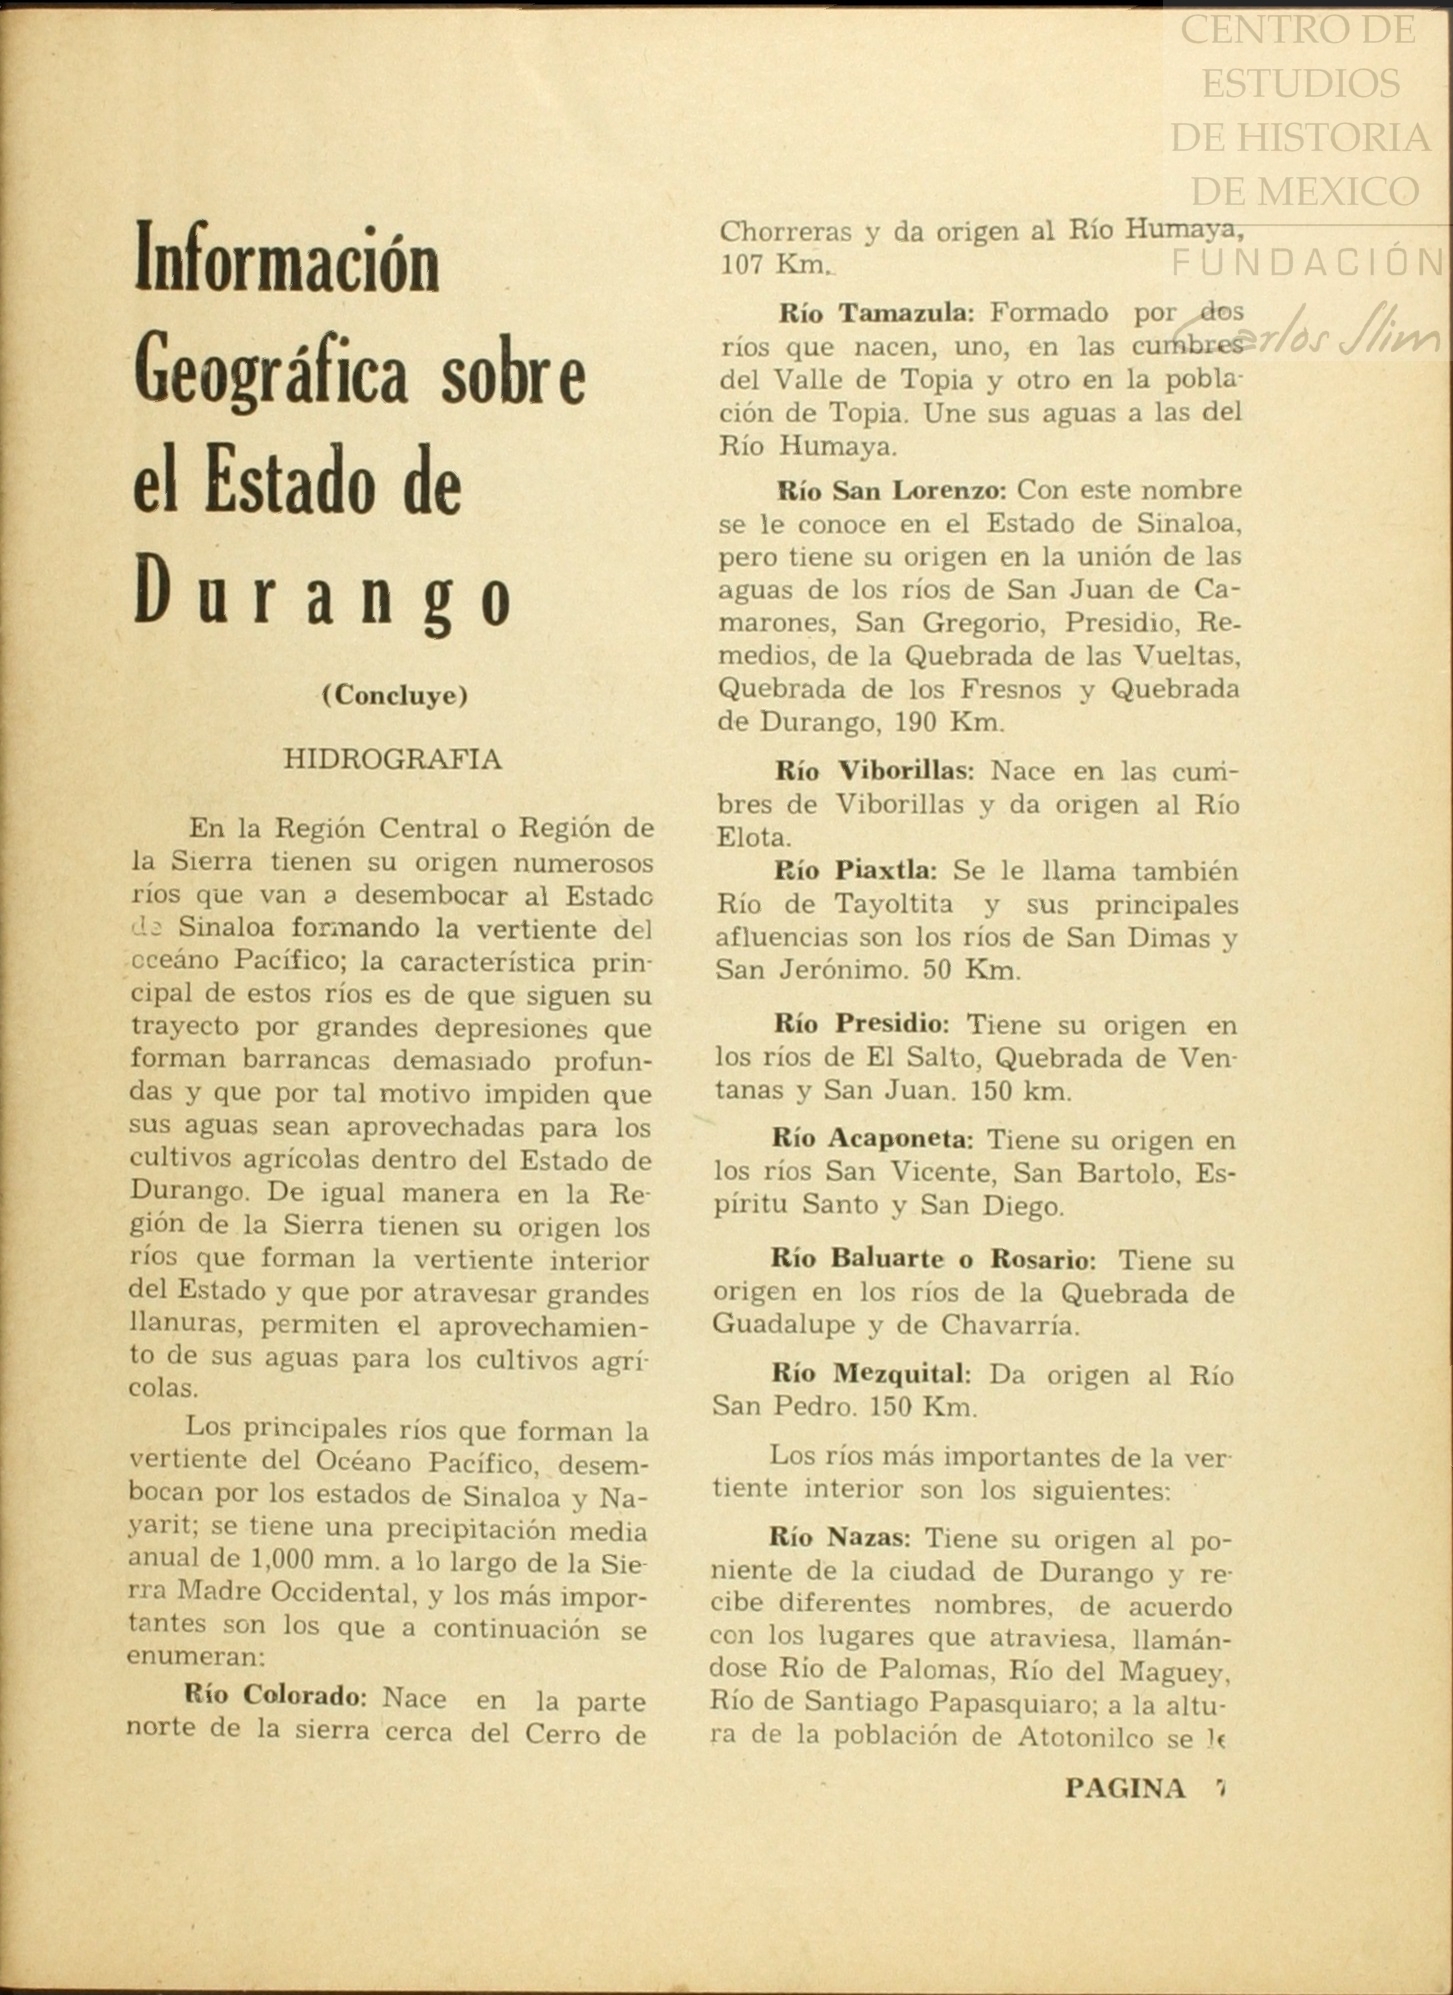 CENTRO DE
ESTUDIOS
DE HISTORIA
DE MEXICO
FUNDACIÓN
Carlos Slim
Información
Geográfica sobre
el Estado de
Durango
(Concluye)
HIDROGRAFIA
En la Región Central o Región de
la Sierra tienen su origen numerosos
ríos que van a desembocar al Estado
de Sinaloa formando la vertiente del
océano Pacífico; la característica prin-
cipal de estos ríos es de que siguen su
trayecto por grandes depresiones que
forman barrancas demasiado profun-
das y que por tal motivo impiden que
sus aguas sean aprovechadas para los
cultivos agrícolas dentro del Estado de
Durango. De igual manera en la Re-
gión de la Sierra tienen su origen los
ríos que forman la vertiente interior
del Estado y que por atravesar grandes
llanuras, permiten el aprovechamien-
to de sus aguas para los cultivos agrí-
colas.
Los principales ríos que forman la
vertiente del Océano Pacífico, desem-
bocan por los estados de Sinaloa y Na-
yarit; se tiene una precipitación media
anual de 1,000 mm. a lo largo de la Sie-
rra Madre Occidental, y los más impor-
tantes son los que a continuación se
enumeran:
Río Colorado: Nace en la parte
norte de la sierra cerca del Cerro de
Chorreras y da origen al Río Humaya,
107 Km.
Río Tamazula: Formado por dos
ríos que nacen, uno, en las cumbres
del Valle de Topia y otro en la pobla-
ción de Topia. Une sus aguas a las del
Río Humaya.
Río San Lorenzo: Con este nombre
se le conoce en el Estado de Sinaloa,
pero tiene su origen en la unión de las
aguas de los ríos de San Juan de Ca-
marones, San Gregorio, Presidio, Re-
medios, de la Quebrada de las Vueltas,
Quebrada de los Fresnos y Quebrada
de Durango, 190 Km.
Río Viborillas: Nace en las cum-
bres de Viborillas y da origen al Río
Elota.
Río Piaxtla: Se le llama también
Río de Tayoltita y sus principales
afluencias son los ríos de San Dimas y
San Jerónimo. 50 Km.
Río Presidio: Tiene su origen en
los ríos de El Salto, Quebrada de Ven-
tanas y San Juan. 150 km.
Río Acaponeta: Tiene su origen en
los ríos San Vicente, San Bartolo, Es-
píritu Santo y San Diego.
Río Baluarte o Rosario: Tiene su
origen en los ríos de la Quebrada de
Guadalupe y de Chavarría.
Río Mezquital: Da origen al Río
San Pedro. 150 Km.
Los ríos más importantes de la ver-
tiente interior son los siguientes:
Río Nazas: Tiene su origen al po-
niente de la ciudad de Durango y re-
cibe diferentes nombres, de acuerdo
con los lugares que atraviesa, llamán-
dose Río de Palomas, Río del Maguey,
Río de Santiago Papasquiaro; a la altu-
ra de la población de Atotonilco se le
PAGINA 7